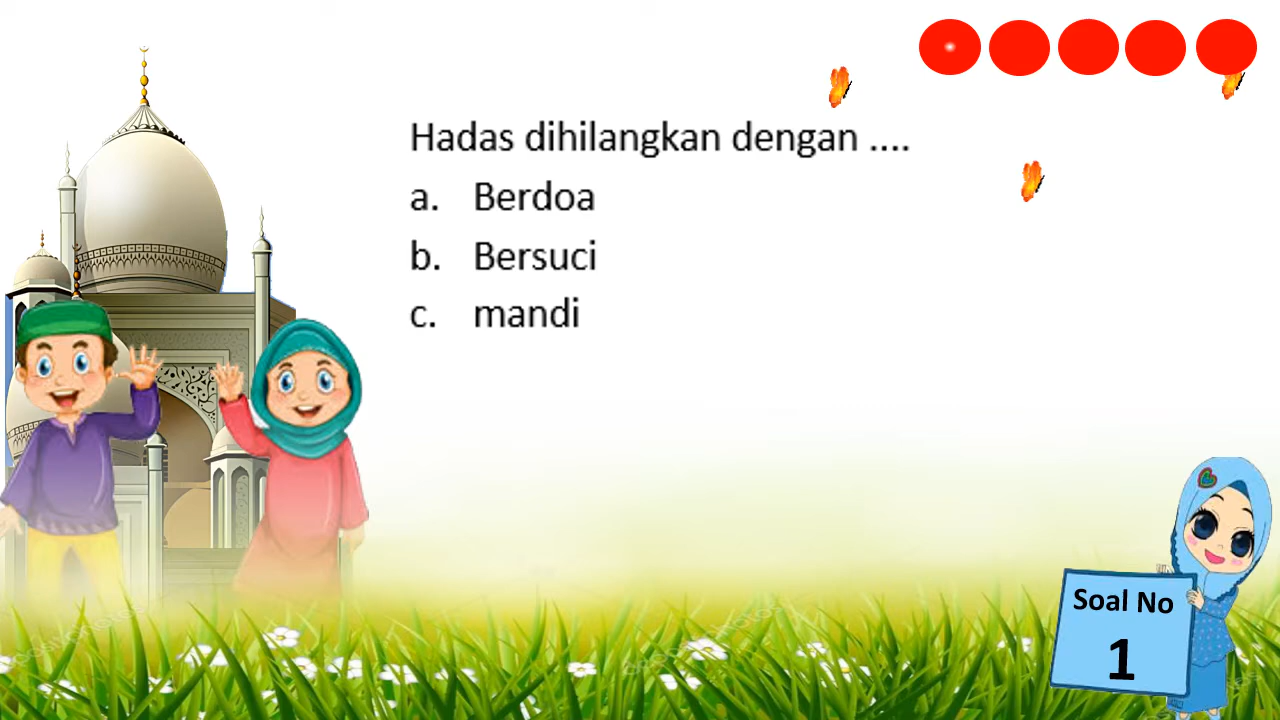 Hadas dihilangkan dengan ....
a. Berdoa
b. Bersuci
c. mandi
Soal No
1